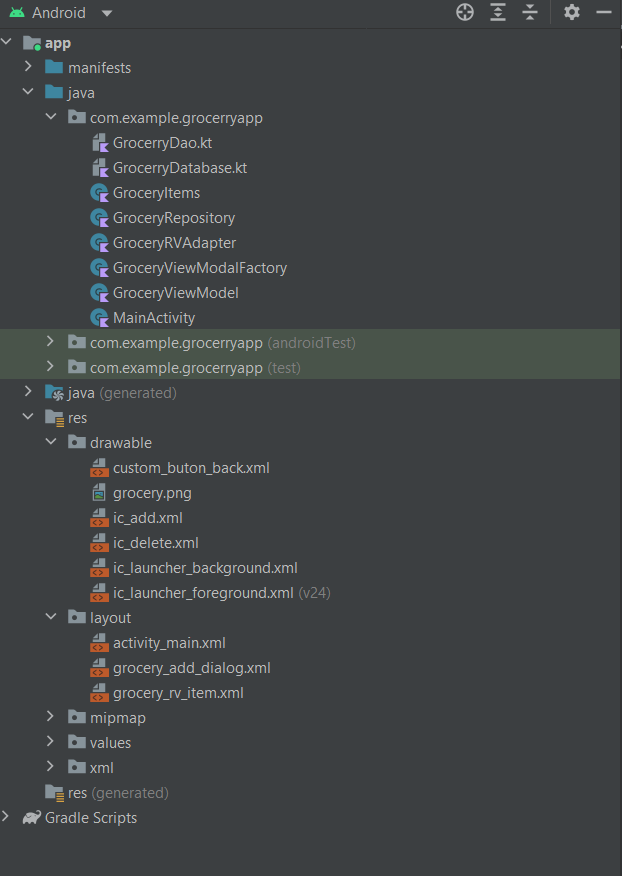 Android
app
manifests
java
com.example.grocerryapp
GrocerryDao.kt
GrocerryDatabase.kt
GroceryItems
GroceryRepository
GroceryRVAdapter
GroceryViewModalFactory
GroceryViewModel
MainActivity
com.example.grocerryapp (androidTest)
com.example.grocerryapp (test)
java (generated)
res
drawable
custom_buton_back.xml
grocery.png
ic_add.xml
ic_delete.xml
ic_launcher_background.xml
ic_launcher_foreground.xml (v24)
layout
activity_main.xml
grocery_add_dialog.xml
grocery_rv_item.xml
mipmap
values
xml
res (generated)
Gradle Scripts